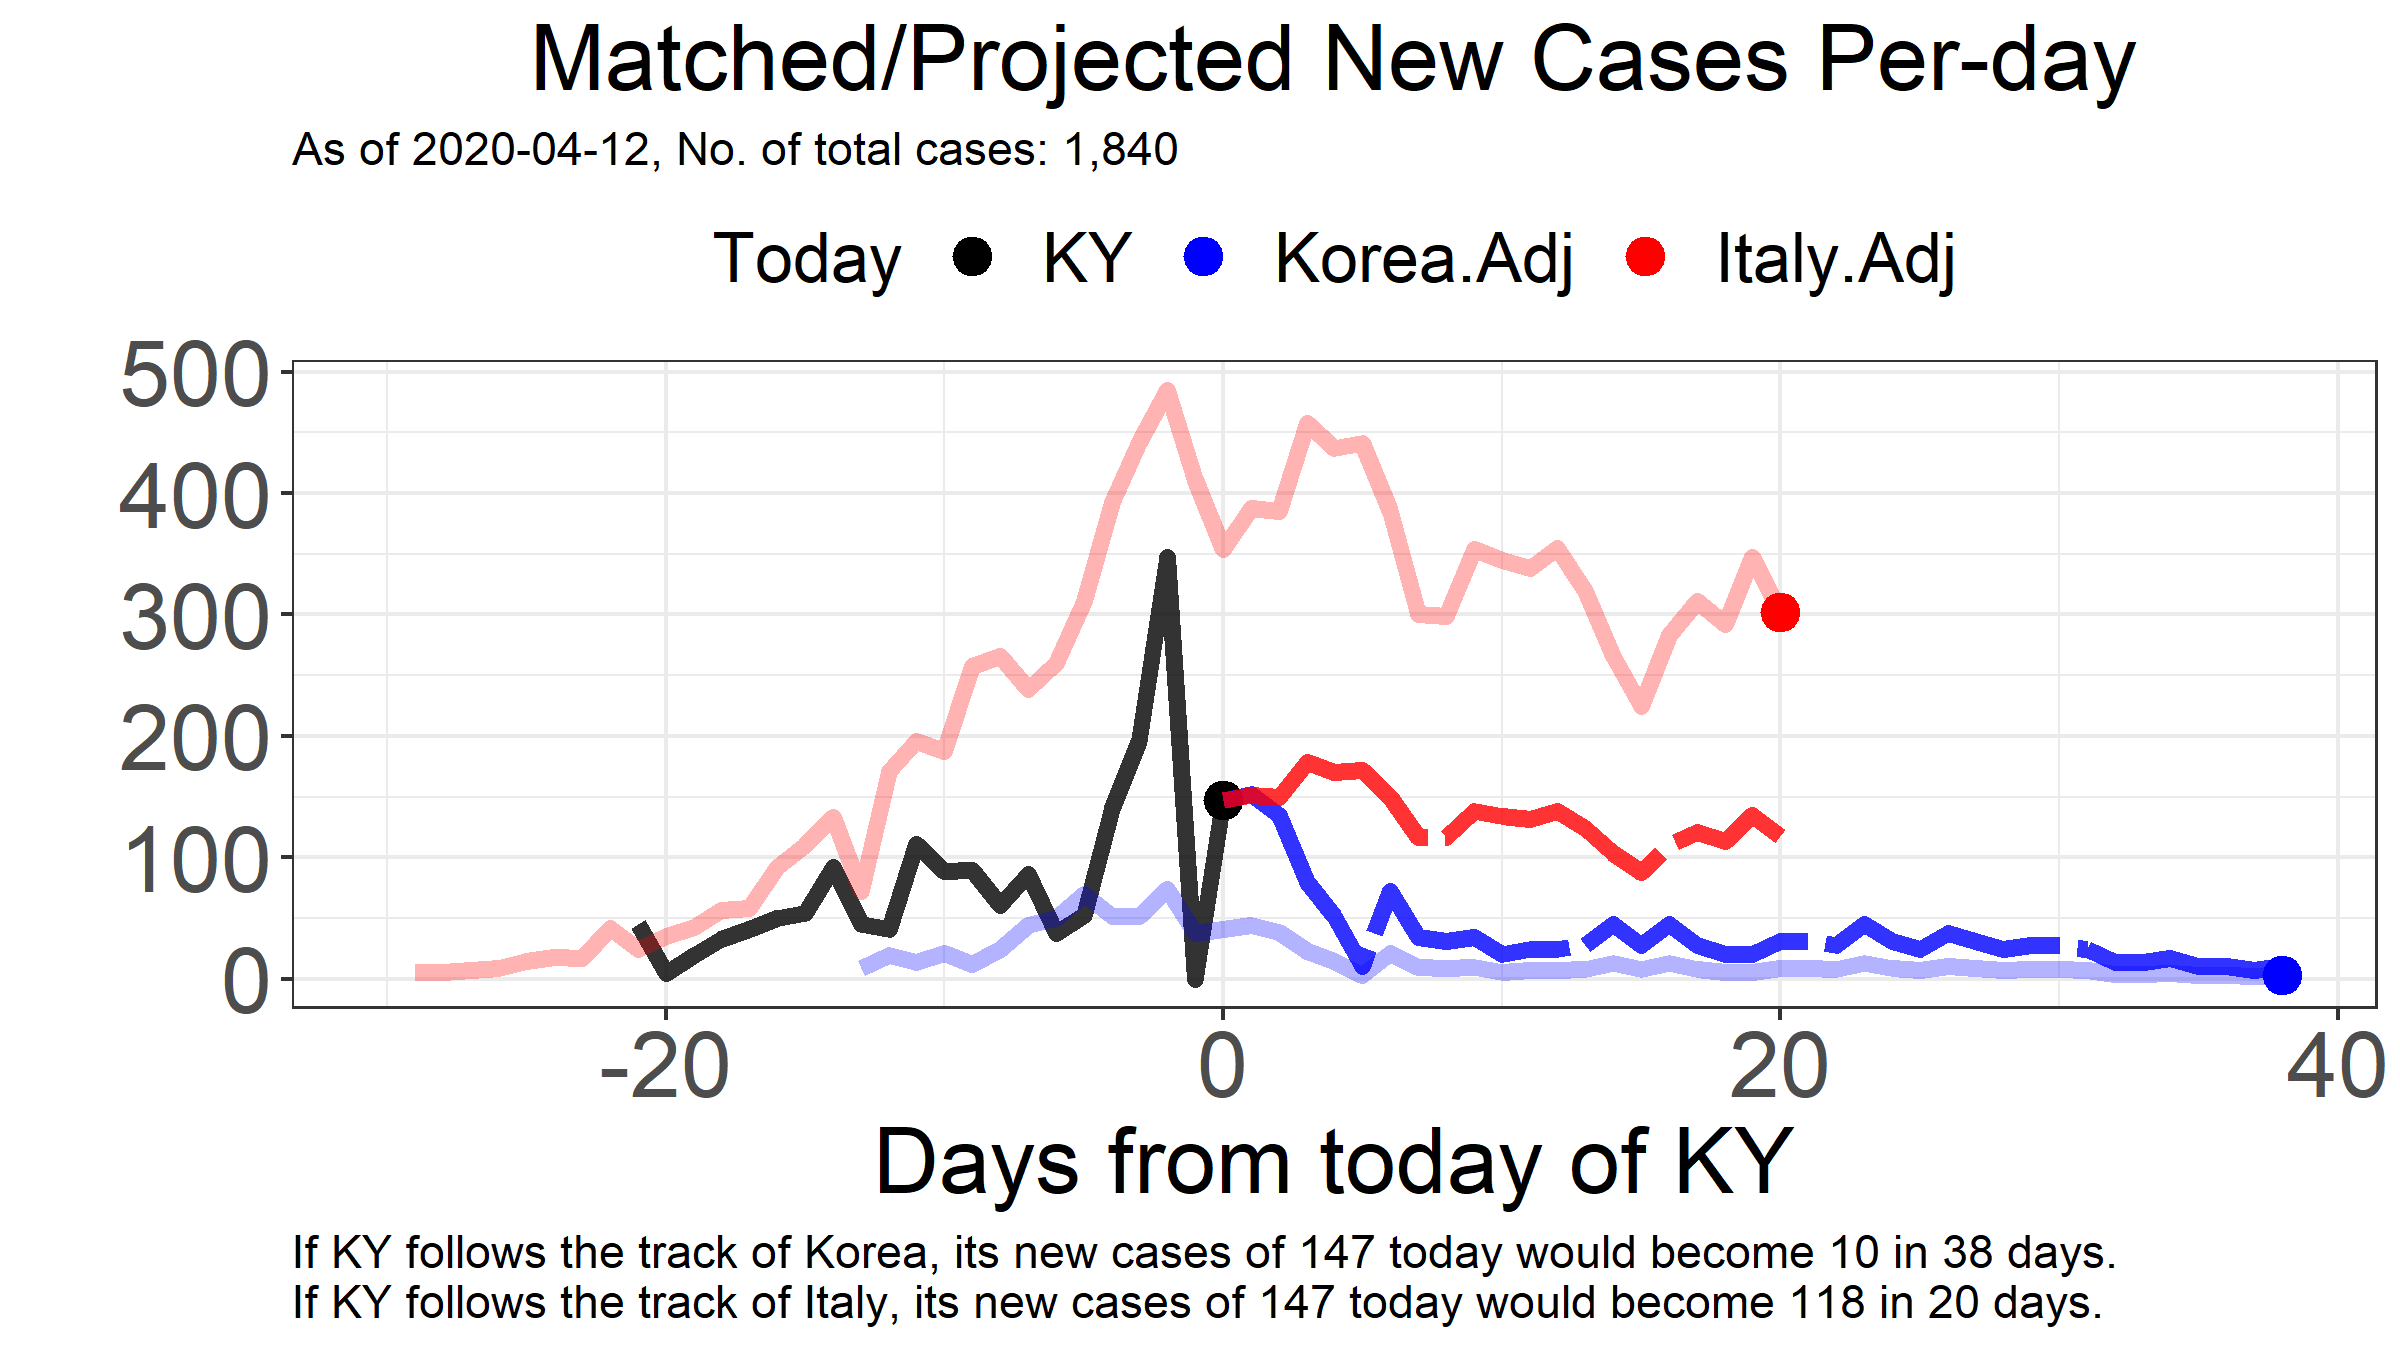 Matched/Projected New Cases Per-day
As of 2020-04-12, No. of total cases: 1,840
Today KY Korea.Adj Italy.Adj
500
400
300
200
100
0
-20 0 20 40
Days from today of KY
If KY follows the track of Korea, its new cases of 147 today would become 10 in 38 days.
If KY follows the track of Italy, its new cases of 147 today would become 118 in 20 days.